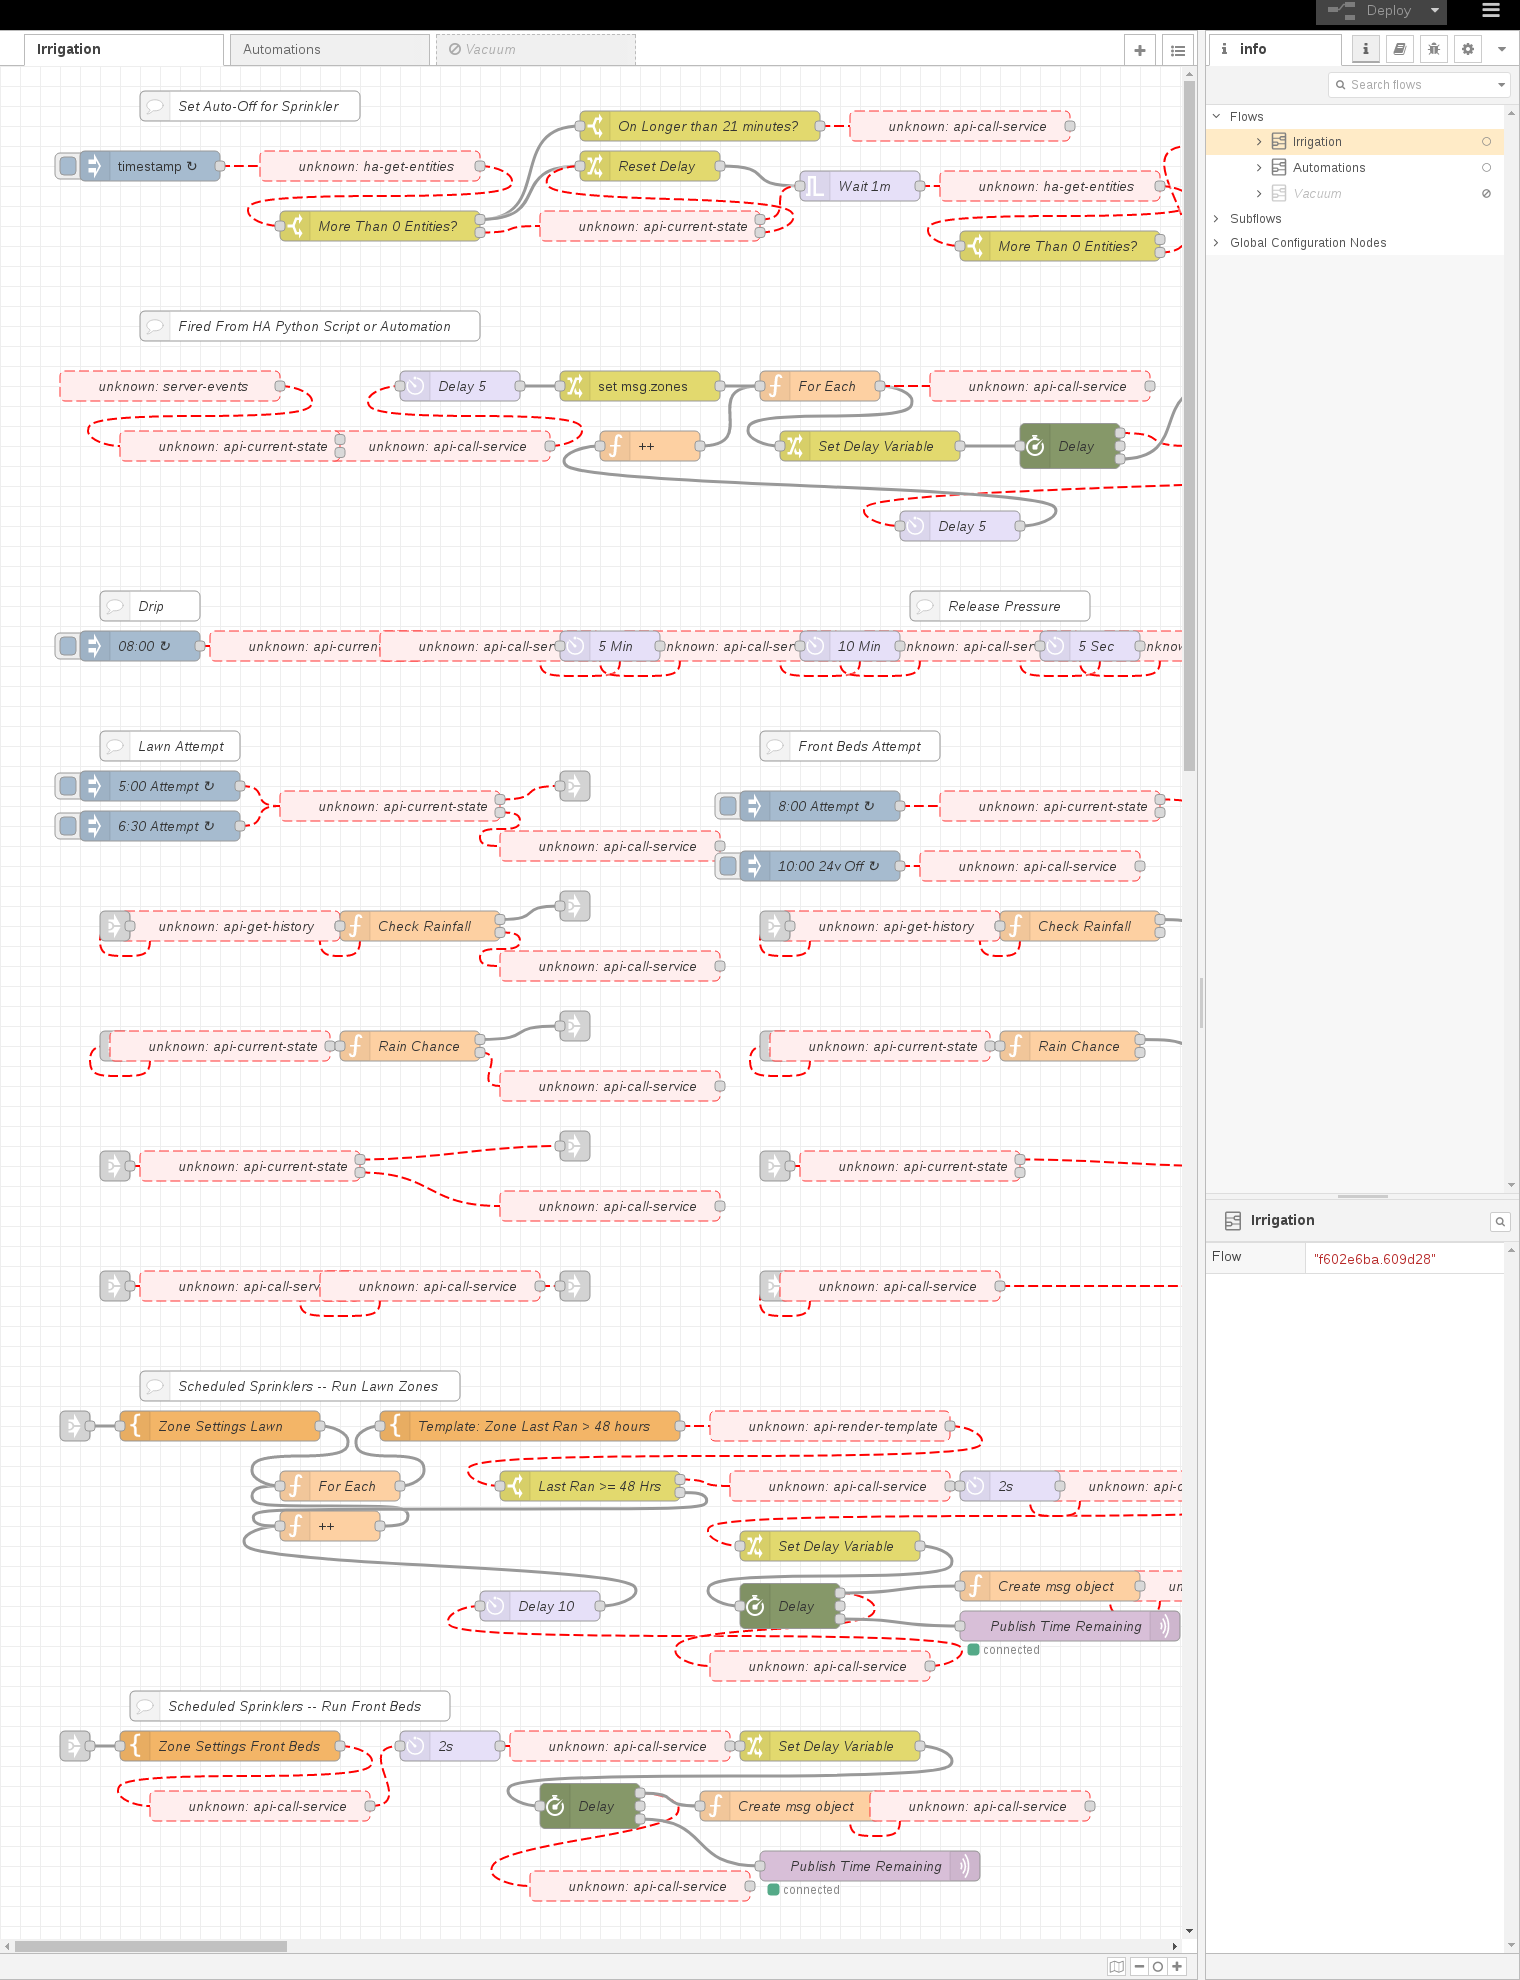 Deploy
Irrigation
Automations
Vacuum
info
Search flows
Flows
Irrigation
Automations
Vacuum
Subflows
Global Configuration Nodes
Set Auto-Off for Sprinkler
On Longer than 21 minutes?
unknown: api-call-service
timestamp ↻
unknown: ha-get-entities
Reset Delay
Wait 1m
unknown: ha-get-entities
More Than 0 Entities?
unknown: api-current-state
More Than 0 Entities?
Fired From HA Python Script or Automation
unknown: server-events
Delay 5
set msg.zones
For Each
unknown: api-call-service
unknown: api-current-state
unknown: api-call-service
++
Set Delay Variable
Delay
Delay 5
Drip
Release Pressure
08:00 ↻
unknown: api-curren
unknown: api-call-ser
5 Min
nknown: api-call-ser
10 Min
nknown: api-call-ser
5 Sec
nknow
Lawn Attempt
Front Beds Attempt
5:00 Attempt ↻
unknown: api-current-state
8:00 Attempt ↻
unknown: api-current-state
6:30 Attempt ↻
unknown: api-call-service
10:00 24v Off ↻
unknown: api-call-service
unknown: api-get-history
Check Rainfall
unknown: api-get-history
Check Rainfall
unknown: api-call-service
unknown: api-current-state
Rain Chance
unknown: api-current-state
Rain Chance
unknown: api-call-service
unknown: api-current-state
unknown: api-current-state
unknown: api-call-service
unknown: api-call-serv
unknown: api-call-service
unknown: api-call-service
Scheduled Sprinklers -- Run Lawn Zones
Zone Settings Lawn
Template: Zone Last Ran > 48 hours
unknown: api-render-template
For Each
Last Ran >= 48 Hrs
unknown: api-call-service
2s
unknown: api-c
++
Set Delay Variable
Delay 10
Delay
Create msg object
un
Publish Time Remaining
connected
unknown: api-call-service
Scheduled Sprinklers -- Run Front Beds
Zone Settings Front Beds
2s
unknown: api-call-service
Set Delay Variable
unknown: api-call-service
Delay
Create msg object
unknown: api-call-service
Publish Time Remaining
unknown: api-call-service
connected
Irrigation
Flow
"f602e6ba.609d28"